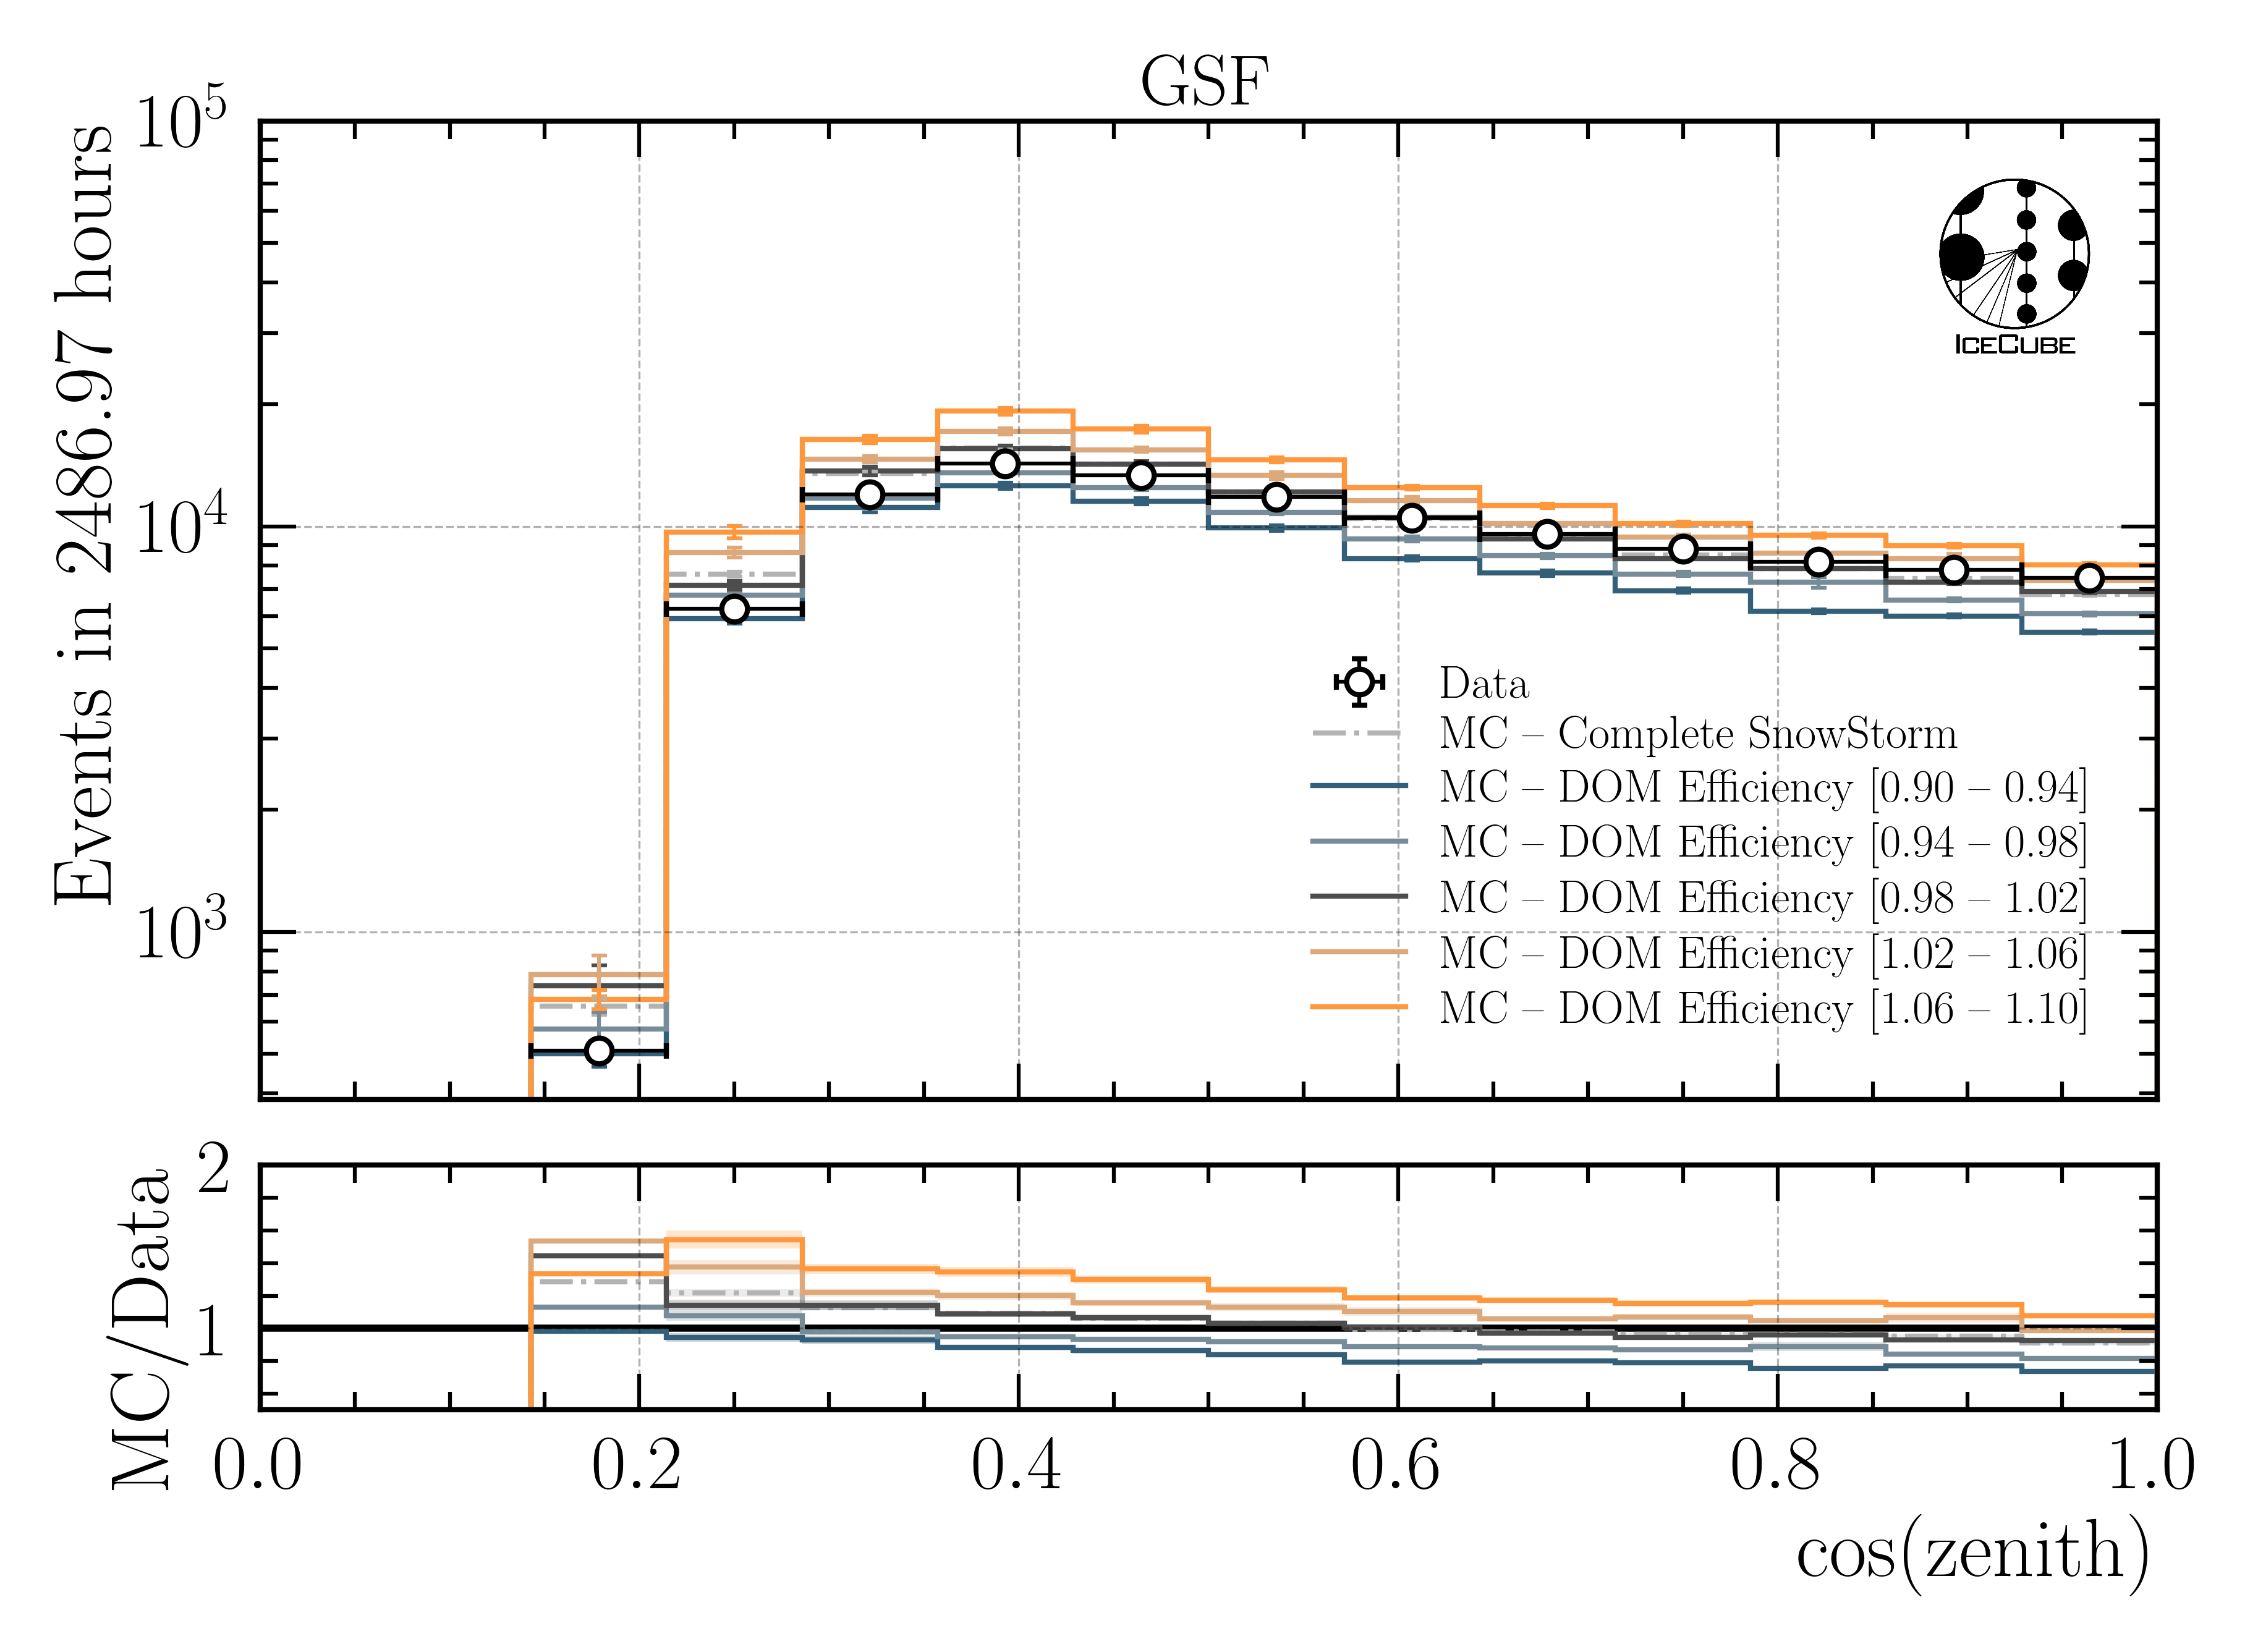 GSF
Events in 2486.97 hours
10^5
10^4
10^3
ICECUBE
Data
MC – Complete SnowStorm
MC – DOM Efficiency [0.90 – 0.94]
MC – DOM Efficiency [0.94 – 0.98]
MC – DOM Efficiency [0.98 – 1.02]
MC – DOM Efficiency [1.02 – 1.06]
MC – DOM Efficiency [1.06 – 1.10]
MC/Data
2
1
0.0 0.2 0.4 0.6 0.8 1.0
cos(zenith)